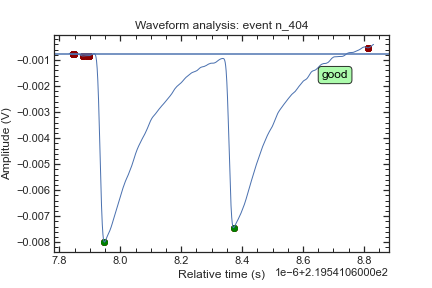 Waveform analysis: event n_404
−0.001
−0.002
−0.003
−0.004
−0.005
−0.006
−0.007
−0.008
Amplitude (V)
good
7.8
8.0
8.2
8.4
8.6
8.8
Relative time (s)
1e−6+2.1954106000e2